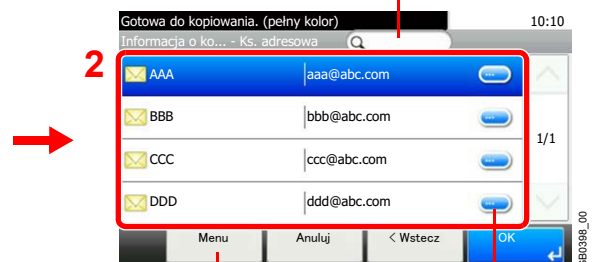 Gotowa do kopiowania. (pełny kolor) 10:10
Informacja o ko... - Ks. adresowa
2
AAA aaa@abc.com
BBB bbb@abc.com
1/1
CCC ccc@abc.com
DDD ddd@abc.com
Menu Anuluj < Wstecz OK